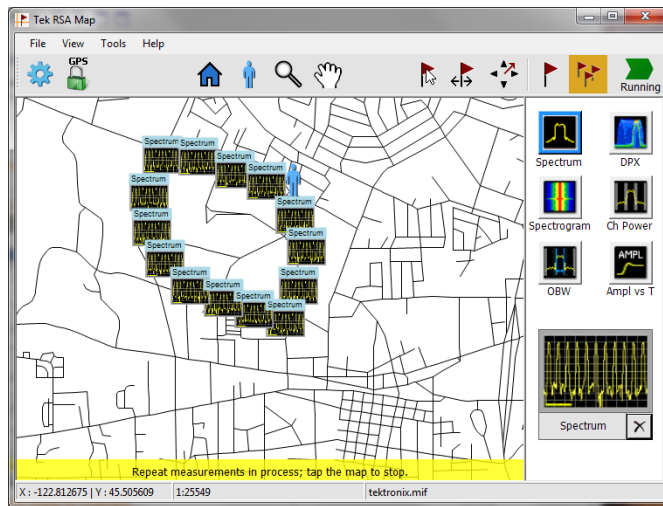 Tek RSA Map
File View Tools Help
GPS
Running
Spectrum
Spectrum
Spectrum
Spectrum
Spectrum
Spectrum
Spectrum
Spectrum
Spectrum
Spectrum
Spectrum
Spectrum
Spectrum
Spectrum
Spectrum DPX
Spectrogram Ch Power
AMPL
OBW Ampl vs T
Spectrum
Repeat measurements in process; tap the map to stop.
X : -122.812675 | Y : 45.505609 1:25549 tektronix.mif